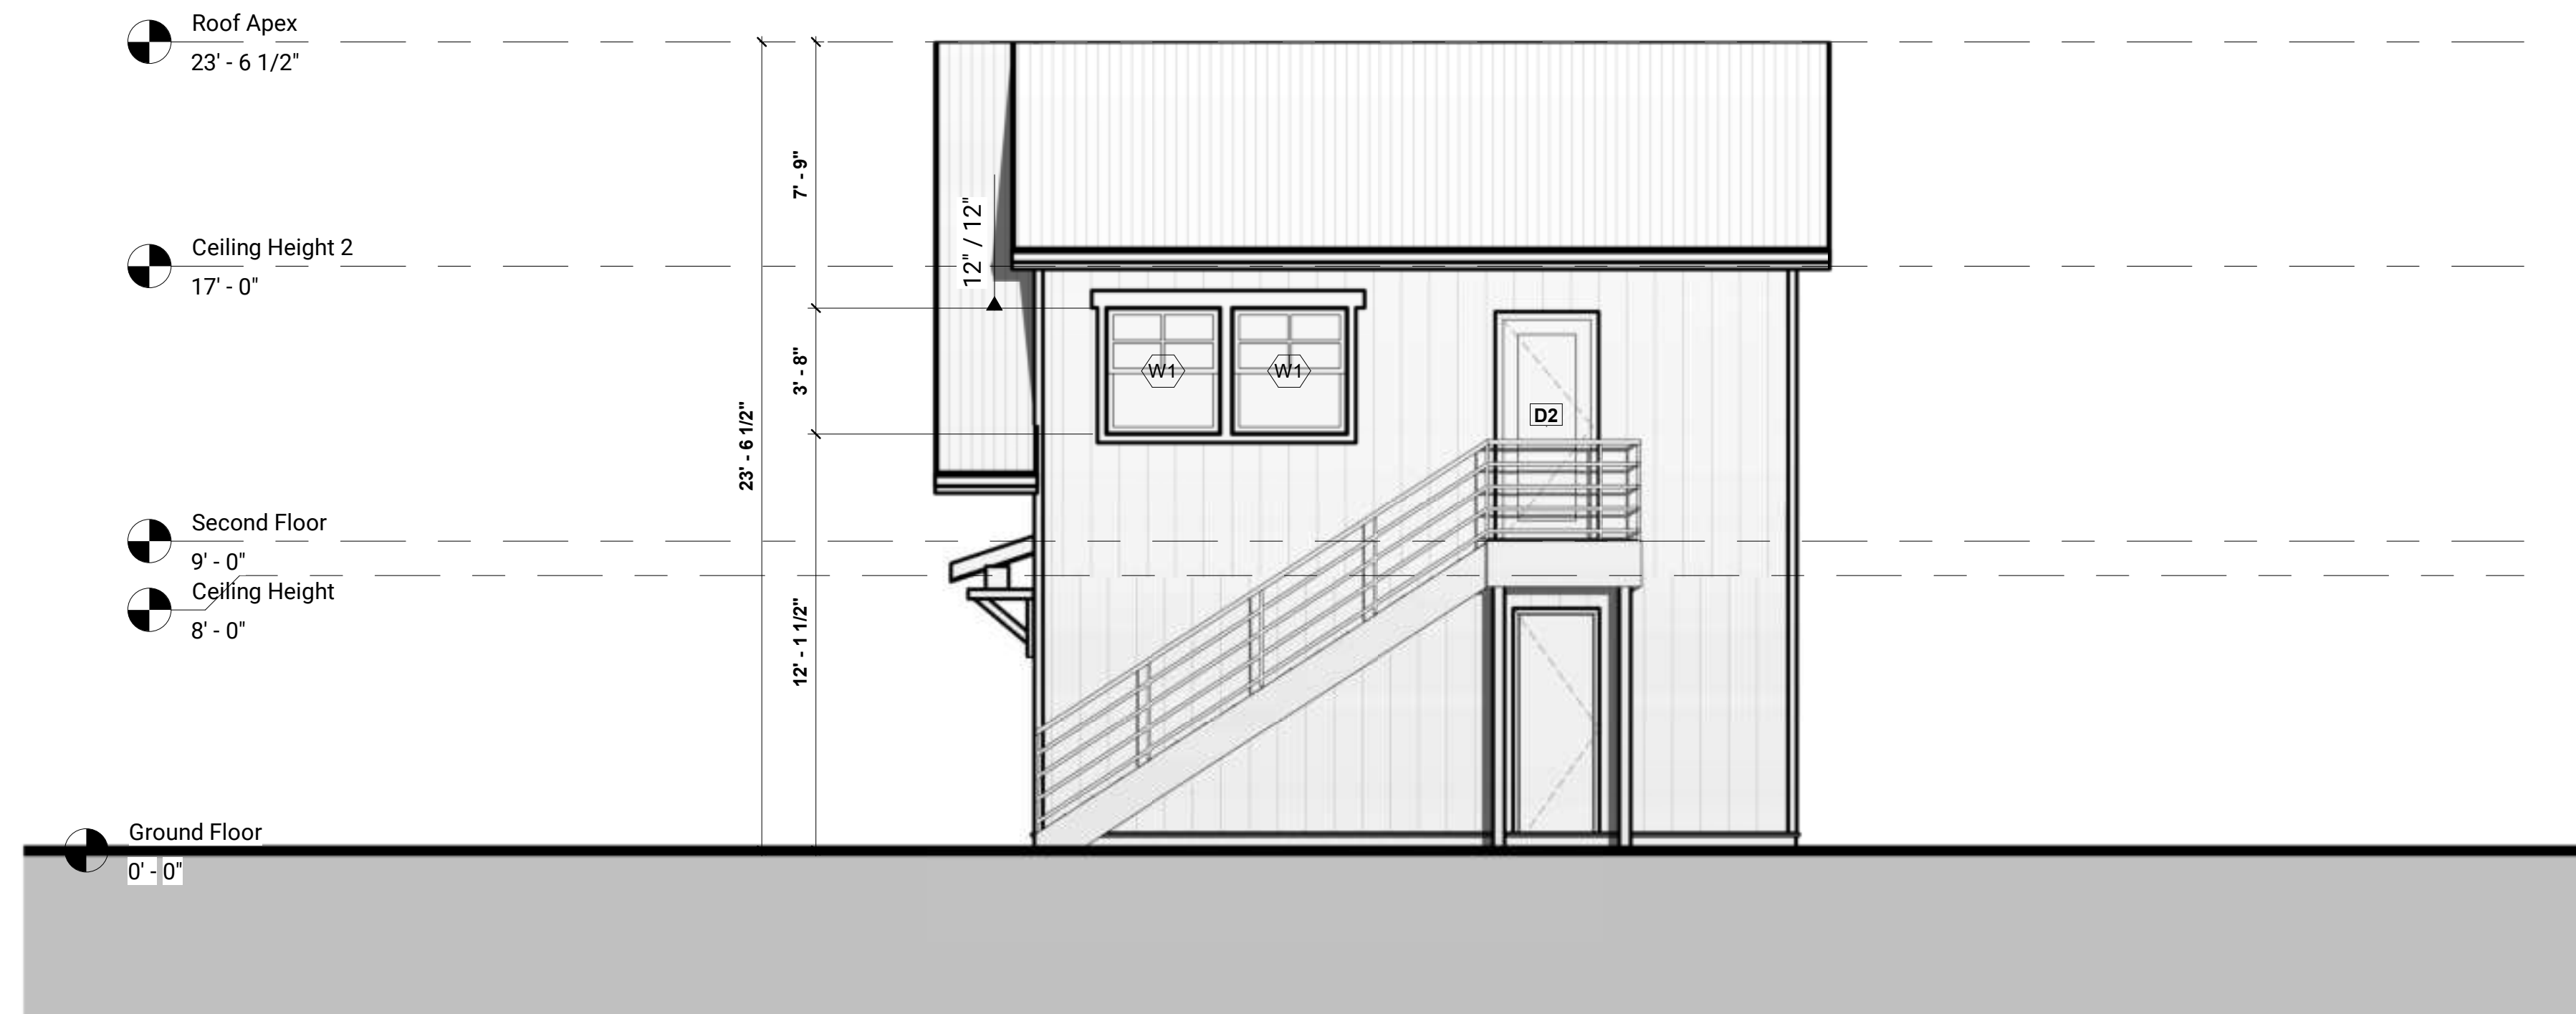 Roof Apex
23' - 6 1/2"
7' - 9"
12" / 12"
Ceiling Height 2
17' - 0"
3' - 8"
W1
W1
D2
23' - 6 1/2"
Second Floor
9' - 0"
Ceiling Height
8' - 0"
12' - 1 1/2"
Ground Floor
0' - 0"